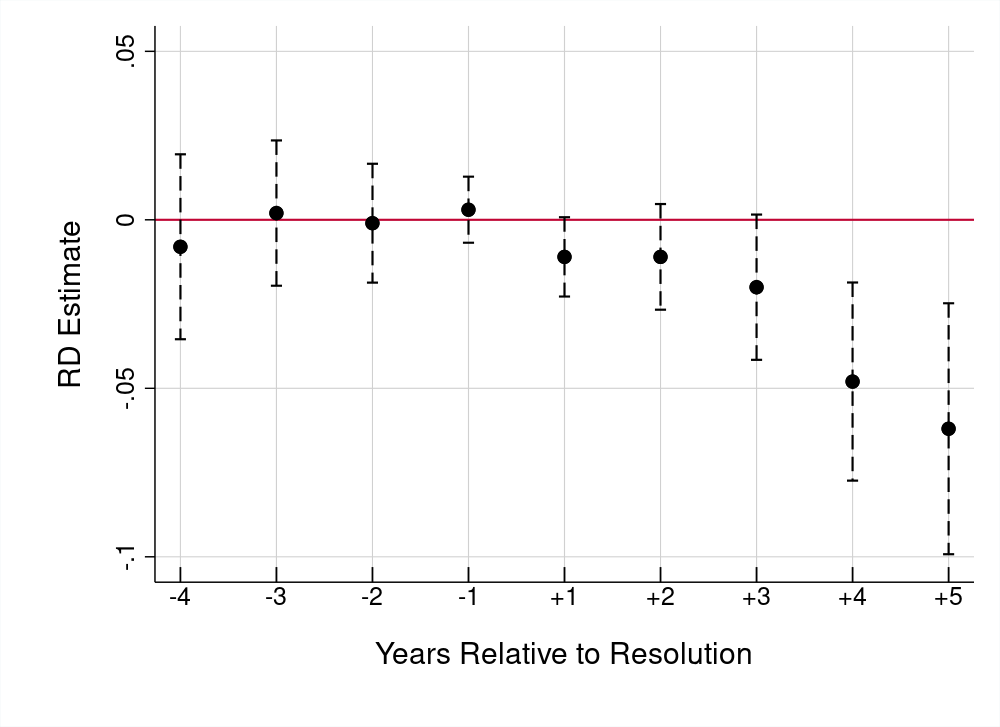 RD Estimate
.05
0
-.05
-.1
-4 -3 -2 -1 +1 +2 +3 +4 +5
Years Relative to Resolution